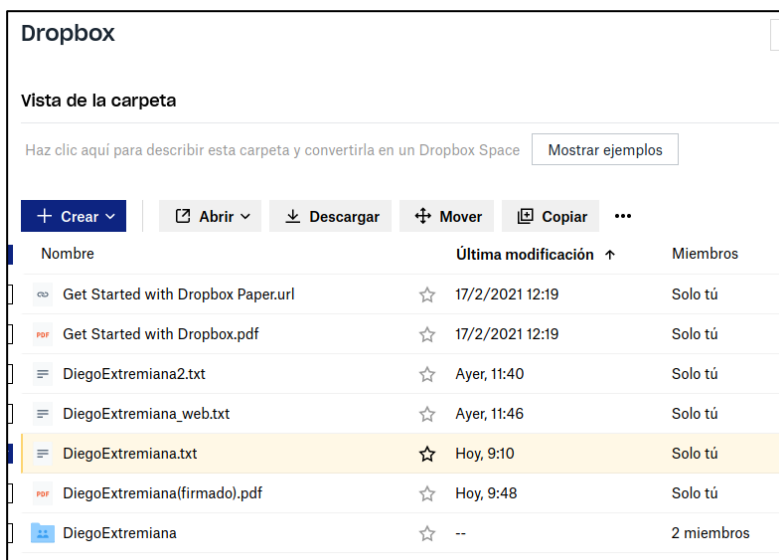 Dropbox
Vista de la carpeta
Haz clic aquí para describir esta carpeta y convertirla en un Dropbox Space Mostrar ejemplos
+ Crear Abrir Descargar Mover Copiar •••
Nombre Última modificación ↑ Miembros
Get Started with Dropbox Paper.url 17/2/2021 12:19 Solo tú
PDF Get Started with Dropbox.pdf 17/2/2021 12:19 Solo tú
DiegoExtremiana2.txt Ayer, 11:40 Solo tú
DiegoExtremiana_web.txt Ayer, 11:46 Solo tú
DiegoExtremiana.txt Hoy, 9:10 Solo tú
PDF DiegoExtremiana(firmado).pdf Hoy, 9:48 Solo tú
DiegoExtremiana -- 2 miembros